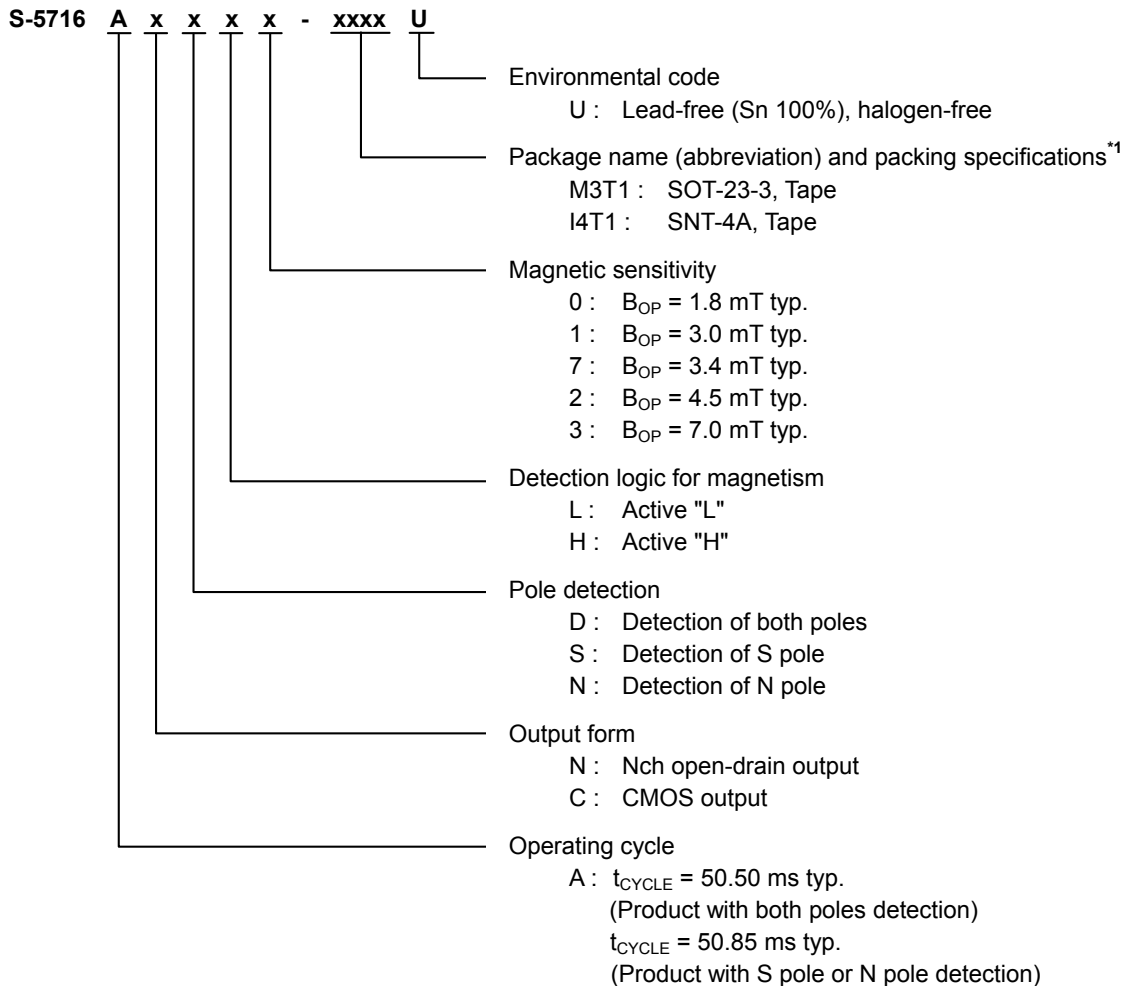 S-5716 A x x x x - xxxx U
Environmental code
U : Lead-free (Sn 100%), halogen-free
Package name (abbreviation) and packing specifications*1
M3T1 : SOT-23-3, Tape
I4T1 : SNT-4A, Tape
Magnetic sensitivity
0 : BOP = 1.8 mT typ.
1 : BOP = 3.0 mT typ.
7 : BOP = 3.4 mT typ.
2 : BOP = 4.5 mT typ.
3 : BOP = 7.0 mT typ.
Detection logic for magnetism
L : Active "L"
H : Active "H"
Pole detection
D : Detection of both poles
S : Detection of S pole
N : Detection of N pole
Output form
N : Nch open-drain output
C : CMOS output
Operating cycle
A : tCYCLE = 50.50 ms typ.
(Product with both poles detection)
tCYCLE = 50.85 ms typ.
(Product with S pole or N pole detection)